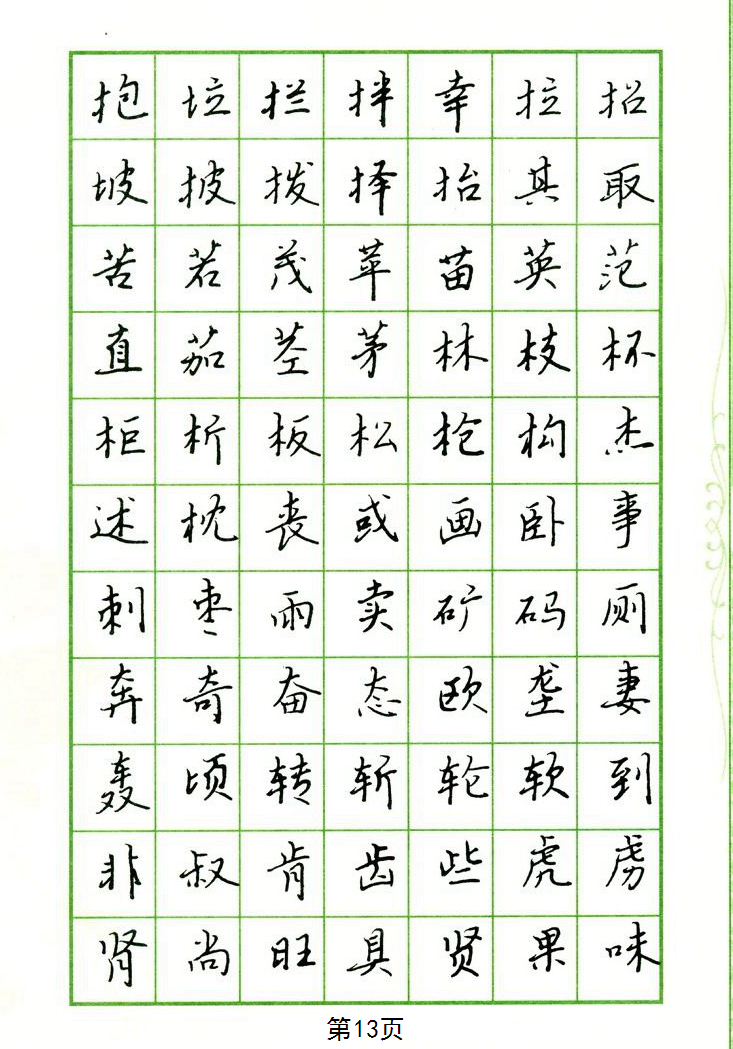 抱垃拦拌幸拉招
坡披拨择抬其取
苦若茂苹苗英范
直茄茎茅林枝杯
柜析板松枪构杰
述枕丧或画卧事
刺枣雨卖矿码厕
奔奇奋态欧垄妻
轰顷转斩轮软到
非叔肯齿些虎虏
肾尚旺具贤果味
第13页